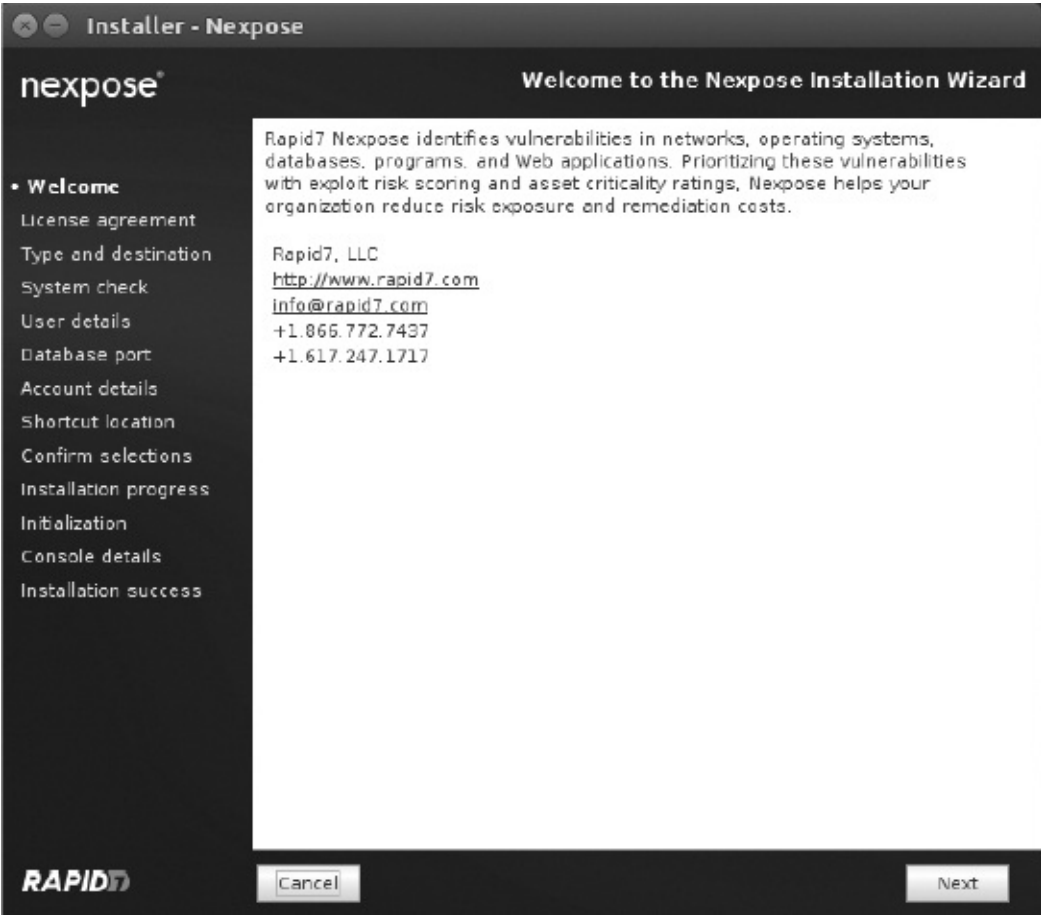 Installer - Nexpose
nexpose®
Welcome to the Nexpose Installation Wizard
• Welcome
License agreement
Type and destination
System check
User details
Database port
Account details
Shortcut location
Confirm selections
Installation progress
Initialization
Console details
Installation success
Rapid7 Nexpose identifies vulnerabilities in networks, operating systems,
databases, programs, and Web applications. Prioritizing these vulnerabilities
with exploit risk scoring and asset criticality ratings, Nexpose helps your
organization reduce risk exposure and remediation costs.
Rapid7, LLC
http://www.rapid7.com
info@rapid7.com
+1.866.772.7437
+1.617.247.1717
RAPID7
Cancel
Next